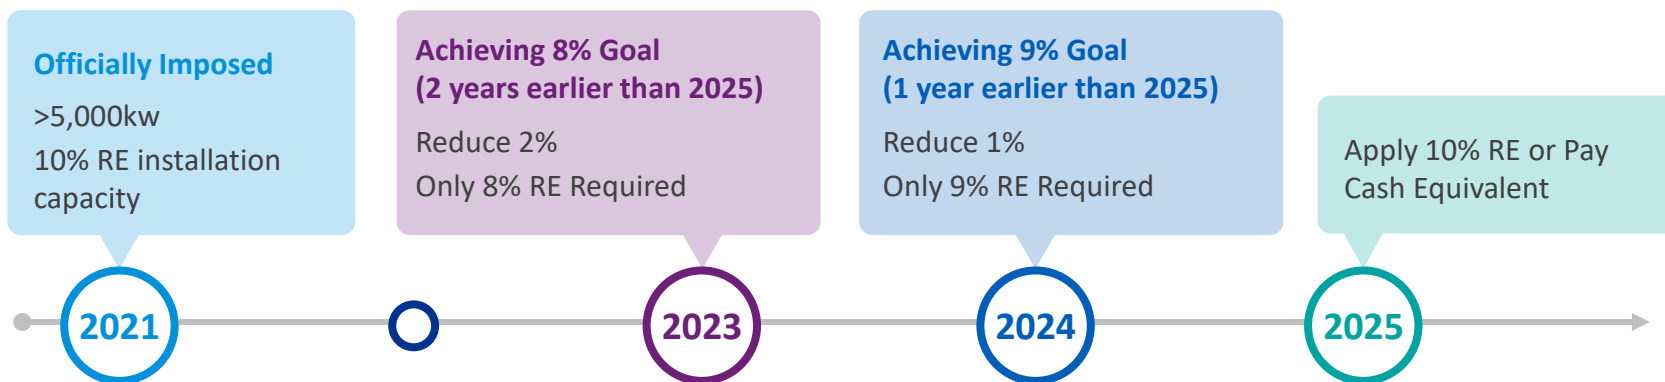 Officially Imposed
>5,000kw
10% RE installation
capacity
Achieving 8% Goal
(2 years earlier than 2025)
Reduce 2%
Only 8% RE Required
Achieving 9% Goal
(1 year earlier than 2025)
Reduce 1%
Only 9% RE Required
Apply 10% RE or Pay
Cash Equivalent
2021
2023
2024
2025